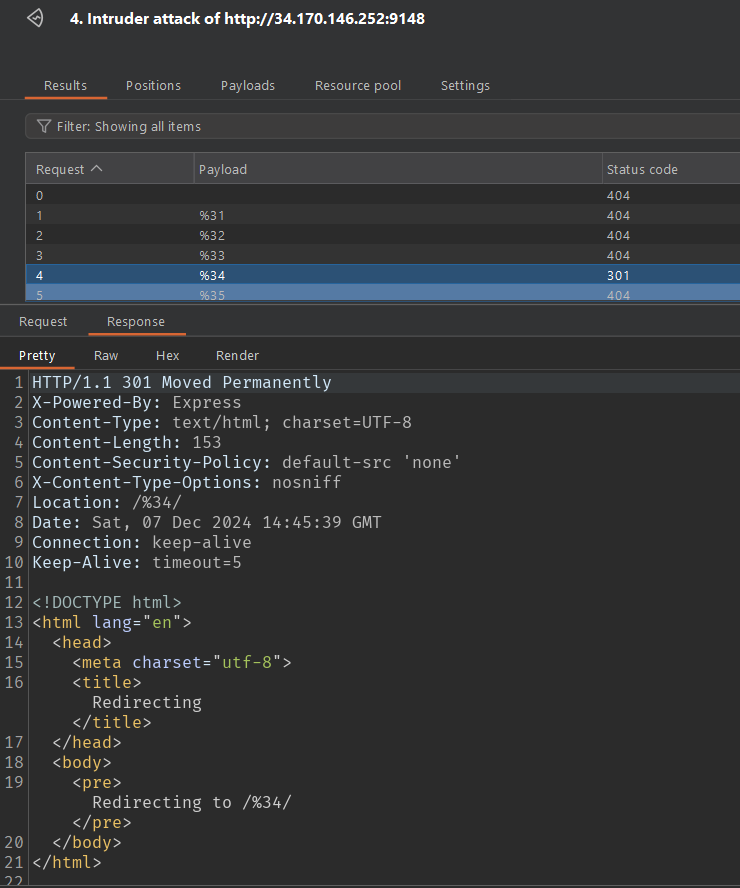 4. Intruder attack of http://34.170.146.252:9148
Results Positions Payloads Resource pool Settings
Filter: Showing all items
Request Payload Status code
0 404
1 %31 404
2 %32 404
3 %33 404
4 %34 301
5 %35 404
Request Response
Pretty Raw Hex Render
1 HTTP/1.1 301 Moved Permanently
2 X-Powered-By: Express
3 Content-Type: text/html; charset=UTF-8
4 Content-Length: 153
5 Content-Security-Policy: default-src 'none'
6 X-Content-Type-Options: nosniff
7 Location: /%34/
8 Date: Sat, 07 Dec 2024 14:45:39 GMT
9 Connection: keep-alive
10 Keep-Alive: timeout=5
11
12 <!DOCTYPE html>
13 <html lang="en">
14 <head>
15 <meta charset="utf-8">
16 <title>
Redirecting
</title>
17 </head>
18 <body>
19 <pre>
Redirecting to /%34/
</pre>
20 </body>
21 </html>
22